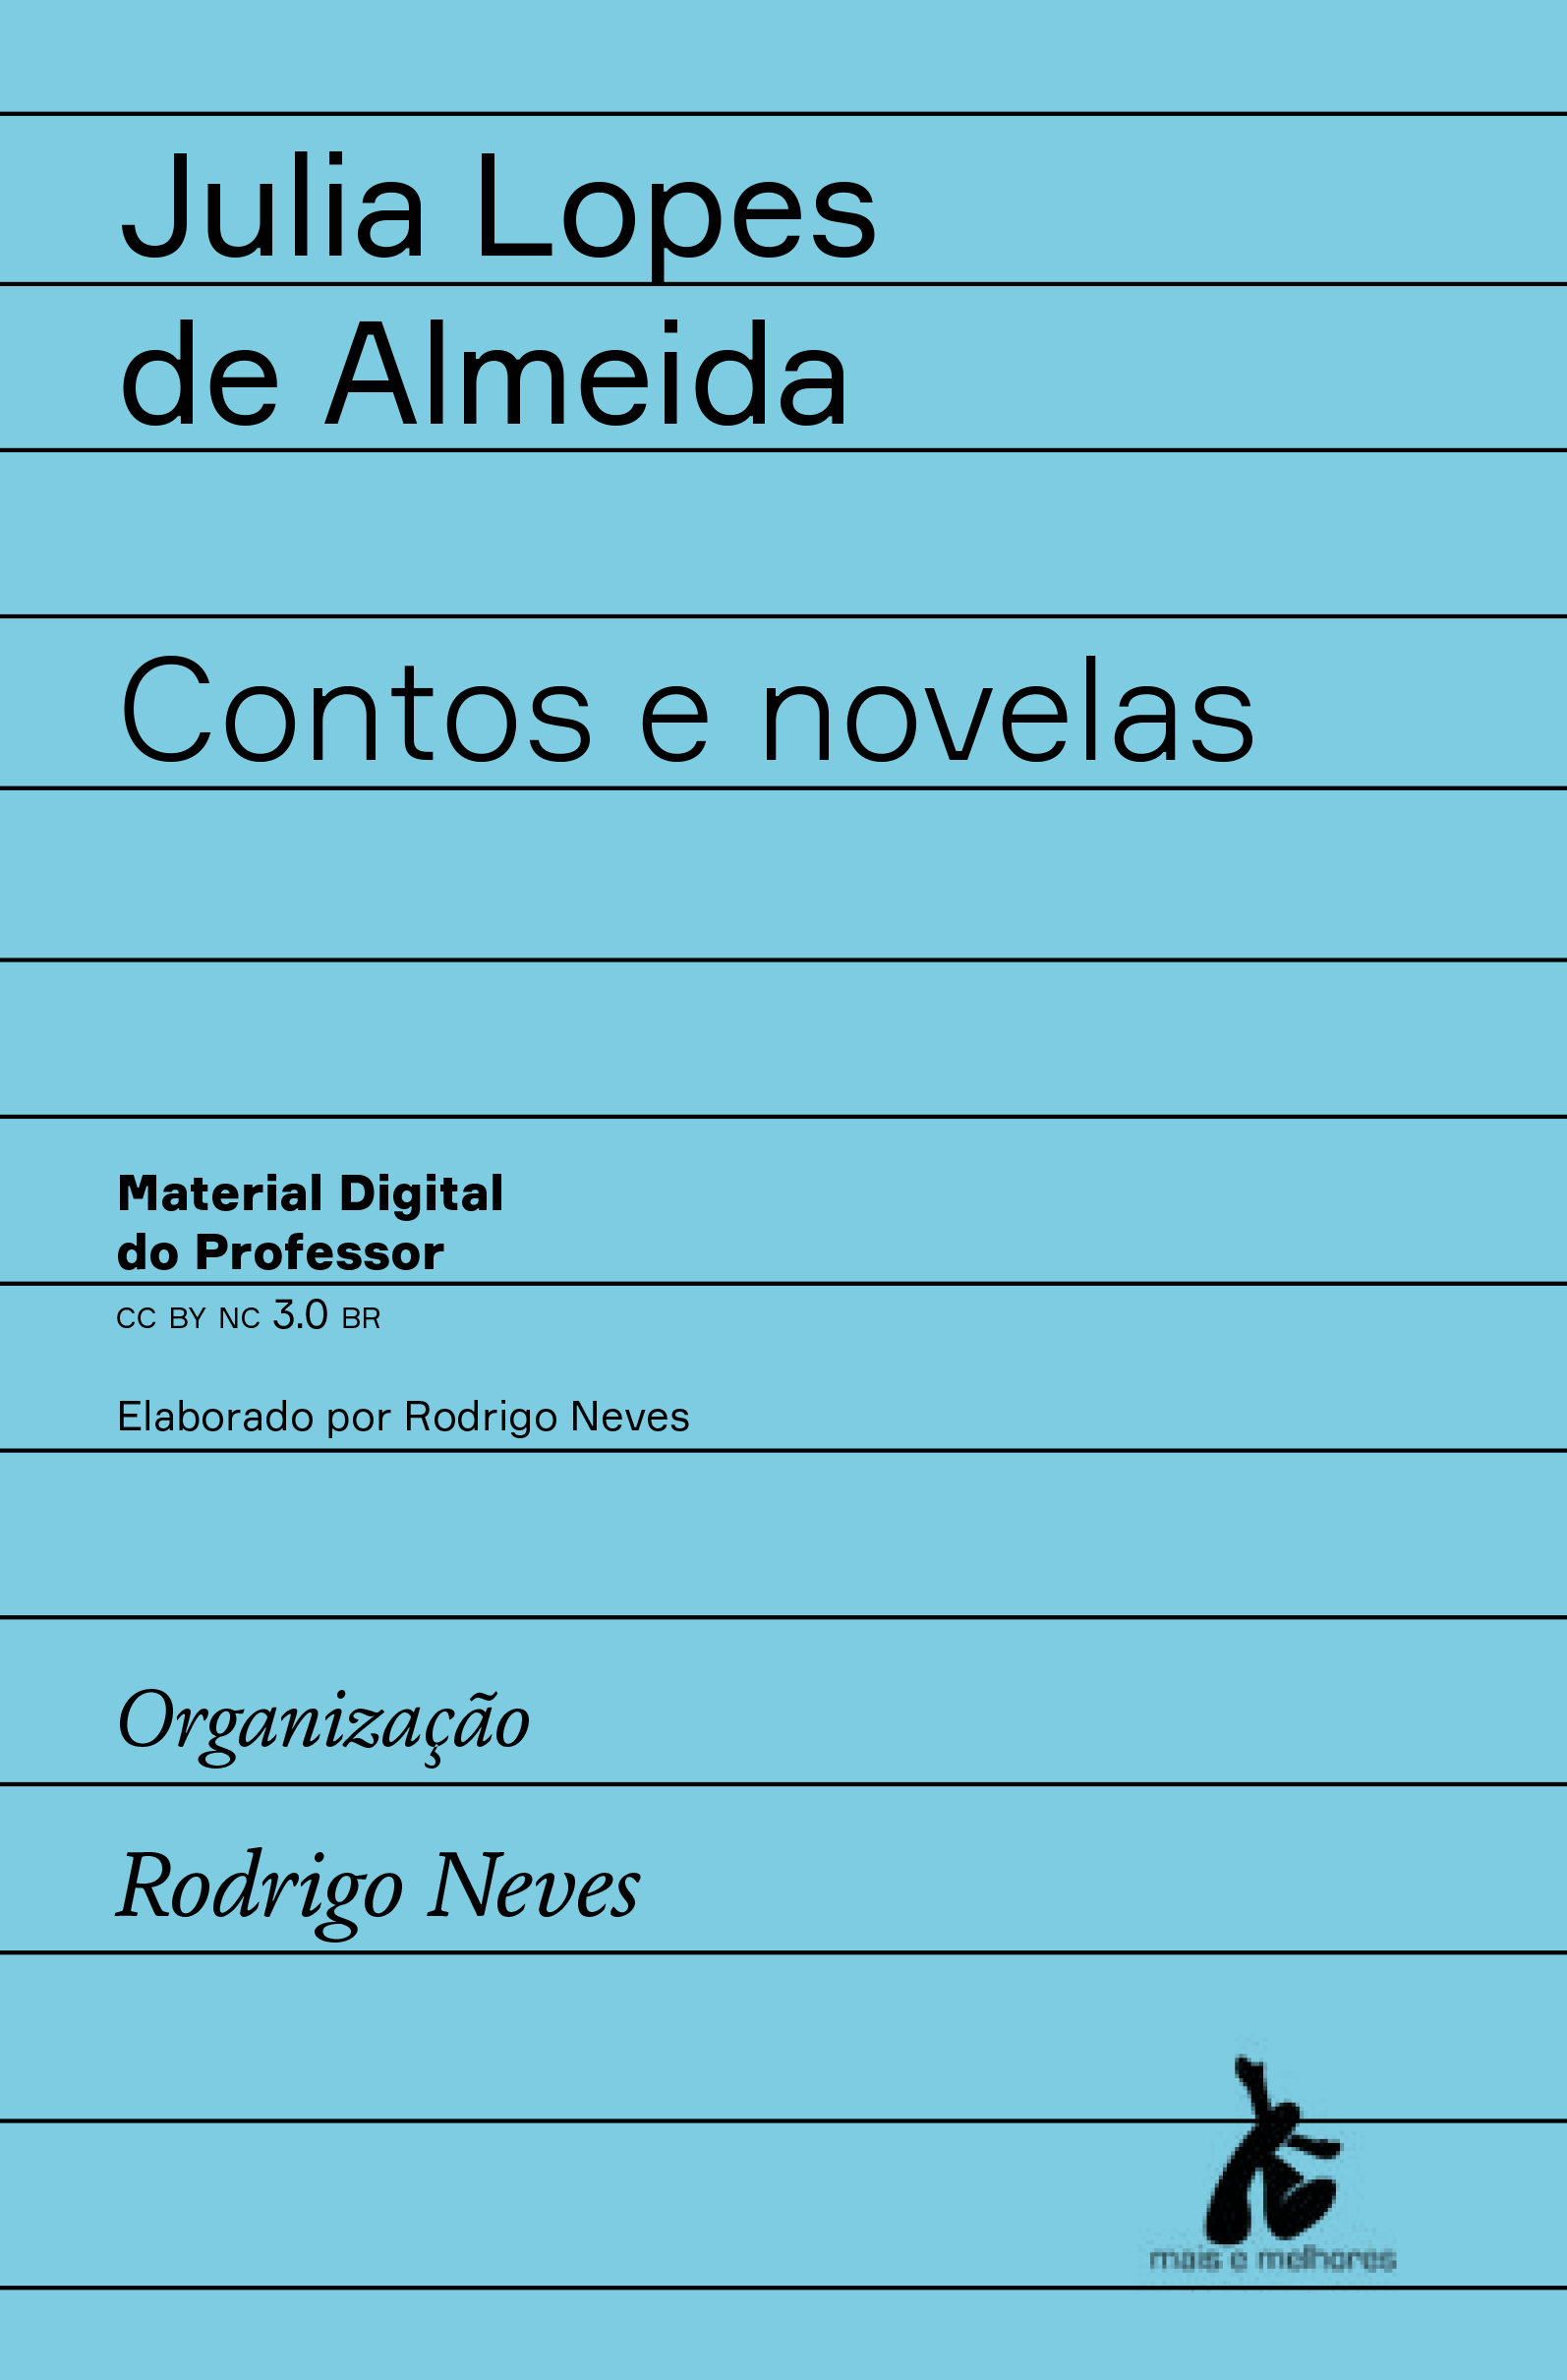 Julia Lopes
de Almeida
Contos e novelas
Material Digital
do Professor
CC BY NC 3.0 BR
Elaborado por Rodrigo Neves
Organização
Rodrigo Neves
mais e melhores